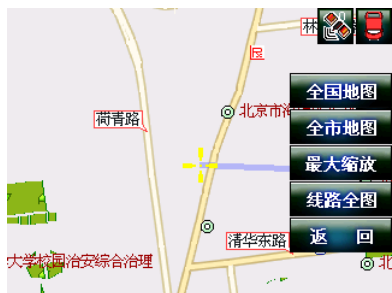 林
全国地图
北京市海
全市地图
荷青路
最大缩放
线路全图
清华东路
返 回
大学校园治安综合治理
北